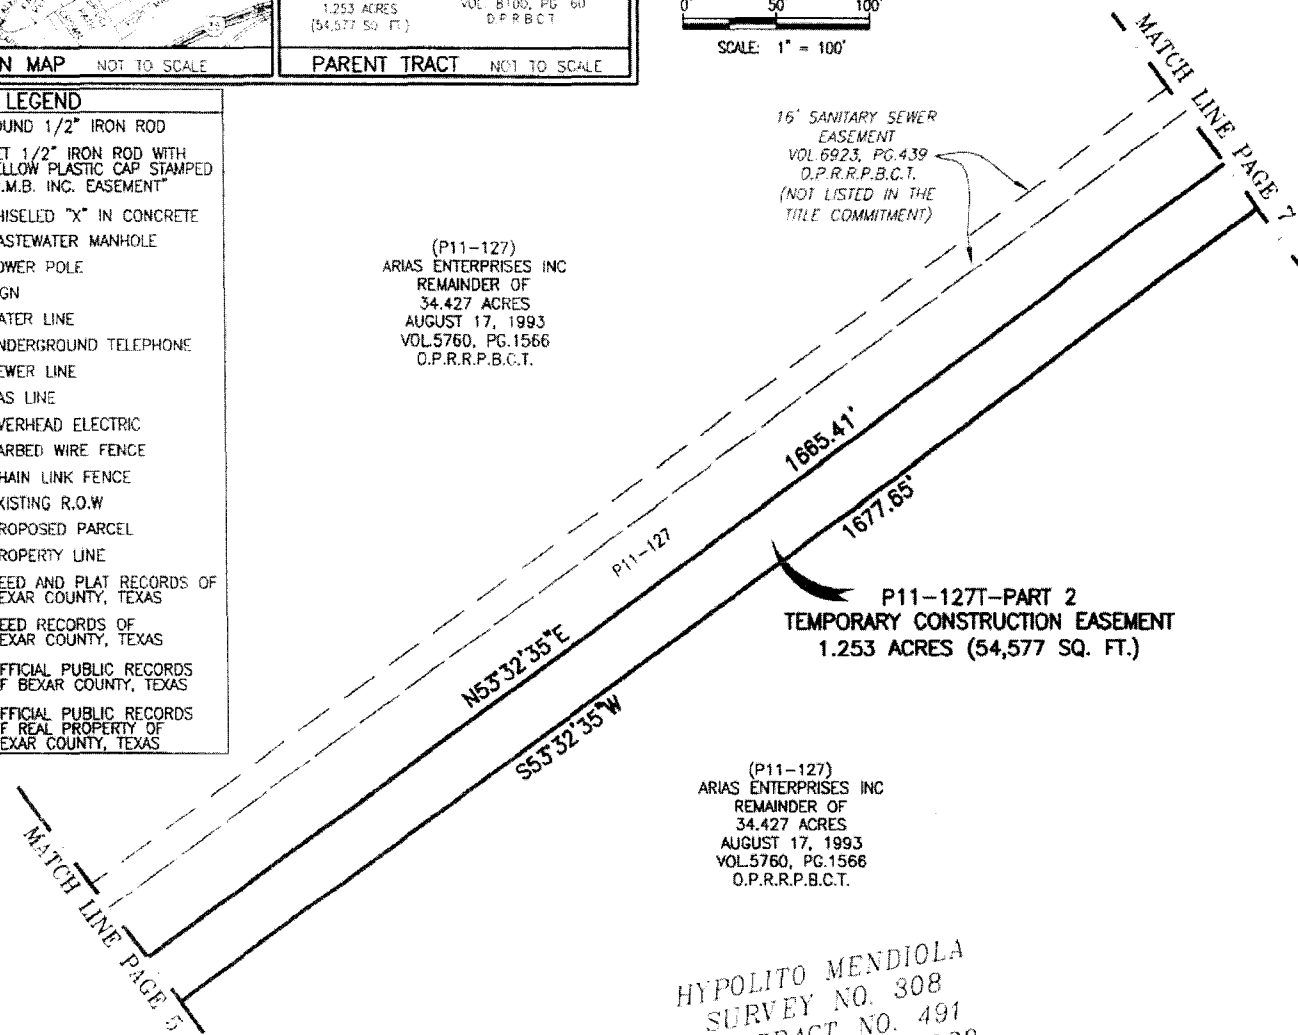 1.253 ACRES
(54,577 SQ FT.)
VOL. 8100, PG 60
D P R B C T
N MAP NOT TO SCALE
PARENT TRACT NOT TO SCALE
0' 50' 100'
SCALE: 1" = 100'
LEGEND
OUND 1/2" IRON ROD
ET 1/2" IRON ROD WITH
ELLOW PLASTIC CAP STAMPED
.M.B. INC. EASEMENT"
HISELED "X" IN CONCRETE
ASTEWATER MANHOLE
OWER POLE
GN
ATER LINE
NDERGROUND TELEPHONE
EWER LINE
AS LINE
VERHEAD ELECTRIC
ARBED WIRE FENCE
HAIN LINK FENCE
XISTING R.O.W
ROPOSED PARCEL
ROPERTY LINE
EED AND PLAT RECORDS OF
EXAR COUNTY, TEXAS
EED RECORDS OF
EXAR COUNTY, TEXAS
FFICIAL PUBLIC RECORDS
F BEXAR COUNTY, TEXAS
FFICIAL PUBLIC RECORDS
F REAL PROPERTY OF
EXAR COUNTY, TEXAS
MATCH LINE PAGE 7
16' SANITARY SEWER
EASEMENT
VOL.6923, PG.439
O.P.R.R.P.B.C.T.
(NOT LISTED IN THE
TITLE COMMITMENT)
(P11-127)
ARIAS ENTERPRISES INC
REMAINDER OF
34.427 ACRES
AUGUST 17, 1993
VOL.5760, PG.1566
O.P.R.R.P.B.C.T.
1665.41'
1677.65'
P11-127
P11-127T-PART 2
TEMPORARY CONSTRUCTION EASEMENT
1.253 ACRES (54,577 SQ. FT.)
N53°32'35"E
S53°32'35"W
(P11-127)
ARIAS ENTERPRISES INC
REMAINDER OF
34.427 ACRES
AUGUST 17, 1993
VOL.5760, PG.1566
O.P.R.R.P.B.C.T.
MATCH LINE PAGE 5
HYPOLITO MENDIOLA
SURVEY NO. 308
NO. 491